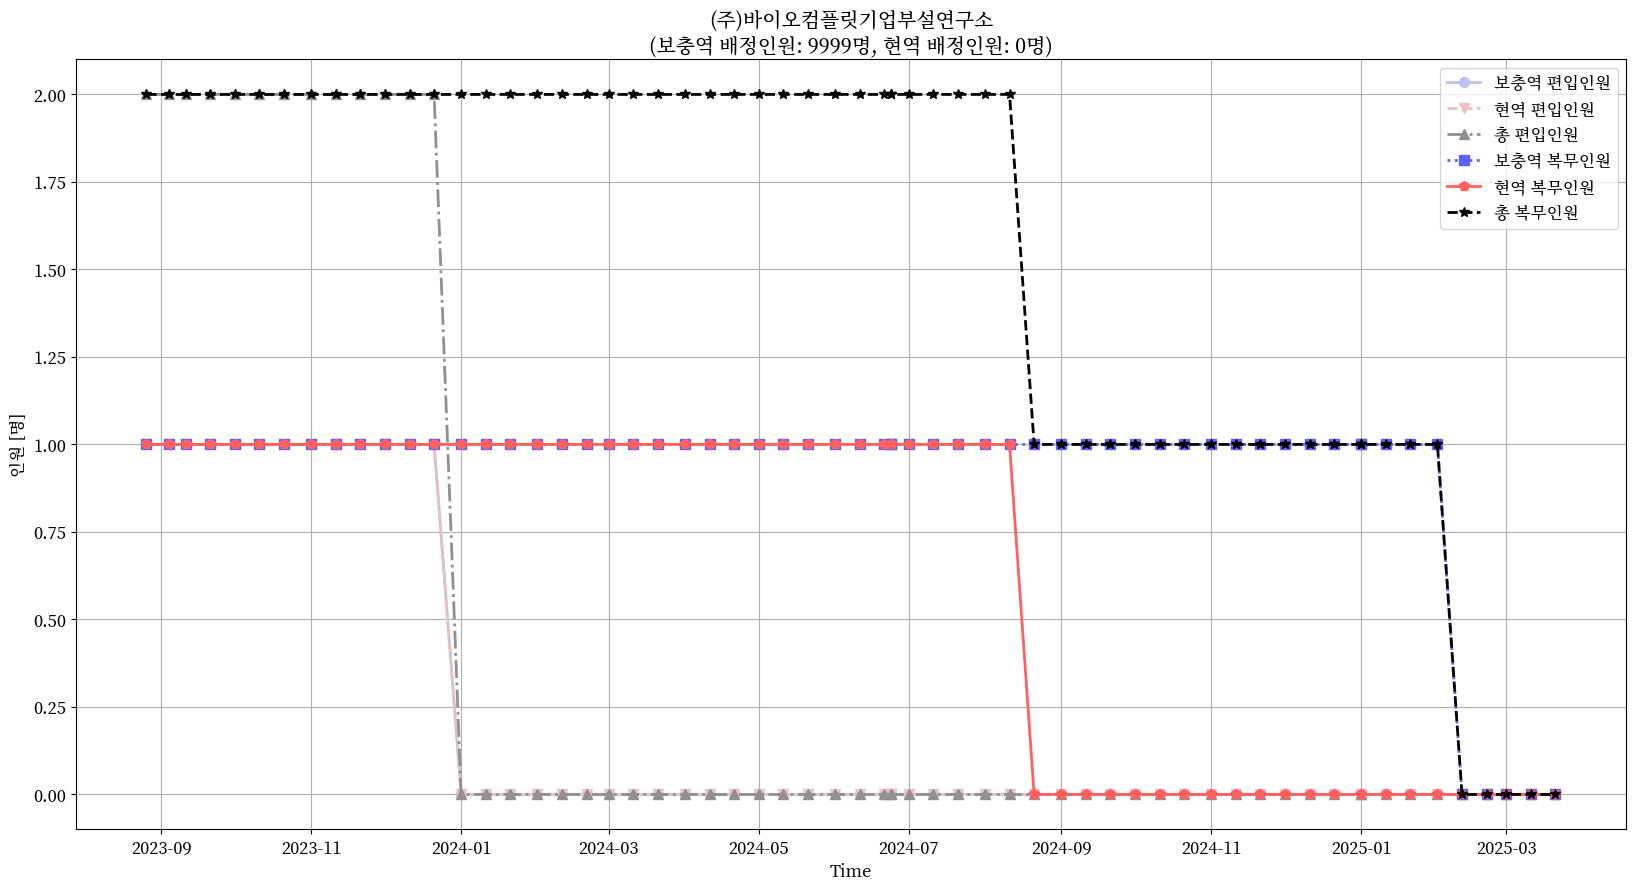 (주)바이오컴플릿기업부설연구소
(보충역 배정인원: 9999명, 현역 배정인원: 0명)
보충역 편입인원
현역 편입인원
총 편입인원
보충역 복무인원
현역 복무인원
총 복무인원
인원 [명]
2.00
1.75
1.50
1.25
1.00
0.75
0.50
0.25
0.00
2023-09 2023-11 2024-01 2024-03 2024-05 2024-07 2024-09 2024-11 2025-01 2025-03
Time